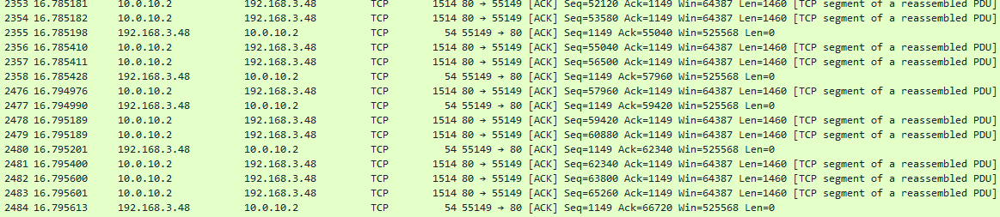 2353 16.785181 10.0.10.2 192.168.3.48 TCP 1514 80 → 55149 [ACK] Seq=52120 Ack=1149 Win=64387 Len=1460 [TCP segment of a reassembled PDU]
2354 16.785182 10.0.10.2 192.168.3.48 TCP 1514 80 → 55149 [ACK] Seq=53580 Ack=1149 Win=64387 Len=1460 [TCP segment of a reassembled PDU]
2355 16.785198 192.168.3.48 10.0.10.2 TCP 54 55149 → 80 [ACK] Seq=1149 Ack=55040 Win=525568 Len=0
2356 16.785410 10.0.10.2 192.168.3.48 TCP 1514 80 → 55149 [ACK] Seq=55040 Ack=1149 Win=64387 Len=1460 [TCP segment of a reassembled PDU]
2357 16.785411 10.0.10.2 192.168.3.48 TCP 1514 80 → 55149 [ACK] Seq=56500 Ack=1149 Win=64387 Len=1460 [TCP segment of a reassembled PDU]
2358 16.785428 192.168.3.48 10.0.10.2 TCP 54 55149 → 80 [ACK] Seq=1149 Ack=57960 Win=525568 Len=0
2476 16.794976 10.0.10.2 192.168.3.48 TCP 1514 80 → 55149 [ACK] Seq=57960 Ack=1149 Win=64387 Len=1460 [TCP segment of a reassembled PDU]
2477 16.794990 192.168.3.48 10.0.10.2 TCP 54 55149 → 80 [ACK] Seq=1149 Ack=59420 Win=525568 Len=0
2478 16.795189 10.0.10.2 192.168.3.48 TCP 1514 80 → 55149 [ACK] Seq=59420 Ack=1149 Win=64387 Len=1460 [TCP segment of a reassembled PDU]
2479 16.795189 10.0.10.2 192.168.3.48 TCP 1514 80 → 55149 [ACK] Seq=60880 Ack=1149 Win=64387 Len=1460 [TCP segment of a reassembled PDU]
2480 16.795201 192.168.3.48 10.0.10.2 TCP 54 55149 → 80 [ACK] Seq=1149 Ack=62340 Win=525568 Len=0
2481 16.795400 10.0.10.2 192.168.3.48 TCP 1514 80 → 55149 [ACK] Seq=62340 Ack=1149 Win=64387 Len=1460 [TCP segment of a reassembled PDU]
2482 16.795600 10.0.10.2 192.168.3.48 TCP 1514 80 → 55149 [ACK] Seq=63800 Ack=1149 Win=64387 Len=1460 [TCP segment of a reassembled PDU]
2483 16.795601 10.0.10.2 192.168.3.48 TCP 1514 80 → 55149 [ACK] Seq=65260 Ack=1149 Win=64387 Len=1460 [TCP segment of a reassembled PDU]
2484 16.795613 192.168.3.48 10.0.10.2 TCP 54 55149 → 80 [ACK] Seq=1149 Ack=66720 Win=525568 Len=0